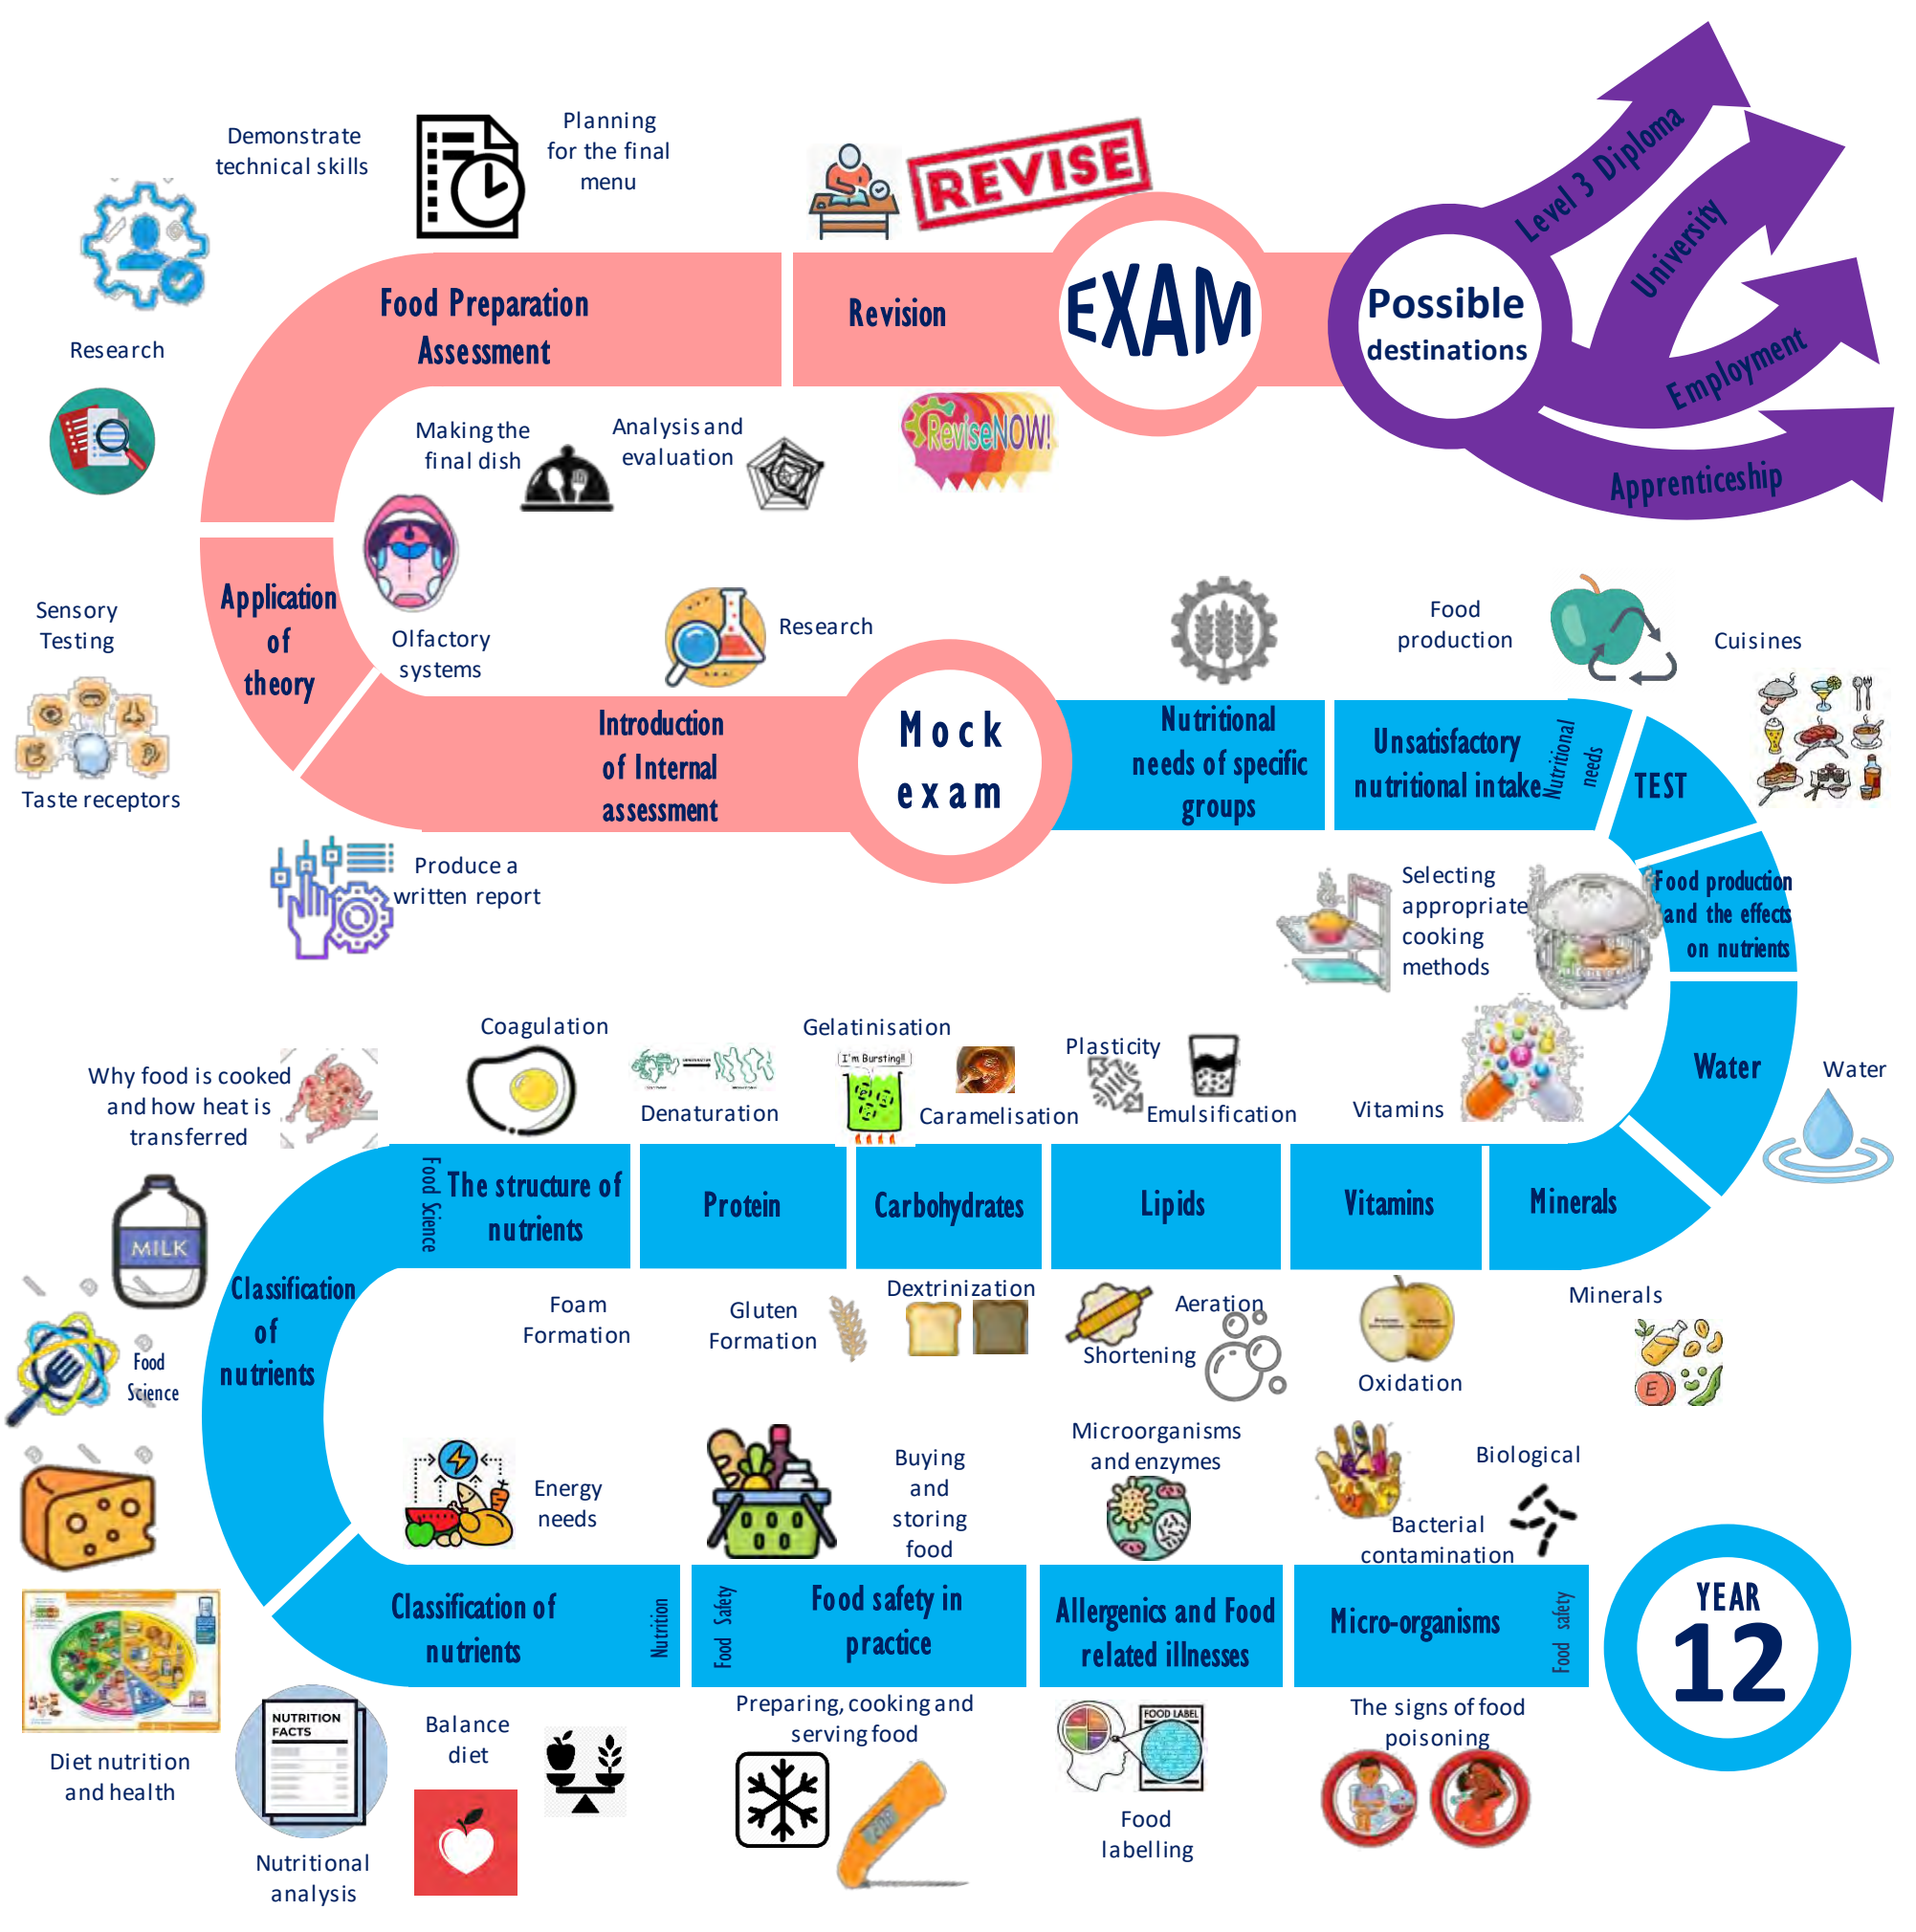 Demonstrate
technical skills
Planning
for the final
menu
REVISE
Level 3 Diploma
University
Employment
Apprenticeship
Possible
destinations
EXAM
Revision
Food Preparation
Assessment
Research
Making the
final dish
Analysis and
evaluation
ReviseNOW!
Application
of
theory
Sensory
Testing
Taste receptors
Olfactory
systems
Research
Introduction
of Internal
assessment
Mock
exam
Produce a
written report
Nutritional
needs of specific
groups
Unsatisfactory
nutritional intake
Nutritional
needs
Food
production
Cuisines
TEST
Food production
and the effects
on nutrients
Selecting
appropriate
cooking
methods
Water
Water
Why food is cooked
and how heat is
transferred
Coagulation
Denaturation
Gelatinisation
I'm Bursting!!
Caramelisation
Plasticity
Emulsification
Vitamins
Food Science
The structure of
nutrients
Protein
Carbohydrates
Lipids
Vitamins
Minerals
MILK
Food
Science
Classification
of
nutrients
Foam
Formation
Gluten
Formation
Dextrinization
Aeration
Shortening
Oxidation
Minerals
E
Energy
needs
Buying
and
storing
food
Microorganisms
and enzymes
Biological
Bacterial
contamination
Classification of
nutrients
Nutrition
Food Safety
Food safety in
practice
Allergenics and Food
related illnesses
Micro-organisms
Food safety
YEAR
12
Diet nutrition
and health
NUTRITION
FACTS
Nutritional
analysis
Balance
diet
Preparing, cooking and
serving food
FOOD LABEL
Food
labelling
The signs of food
poisoning